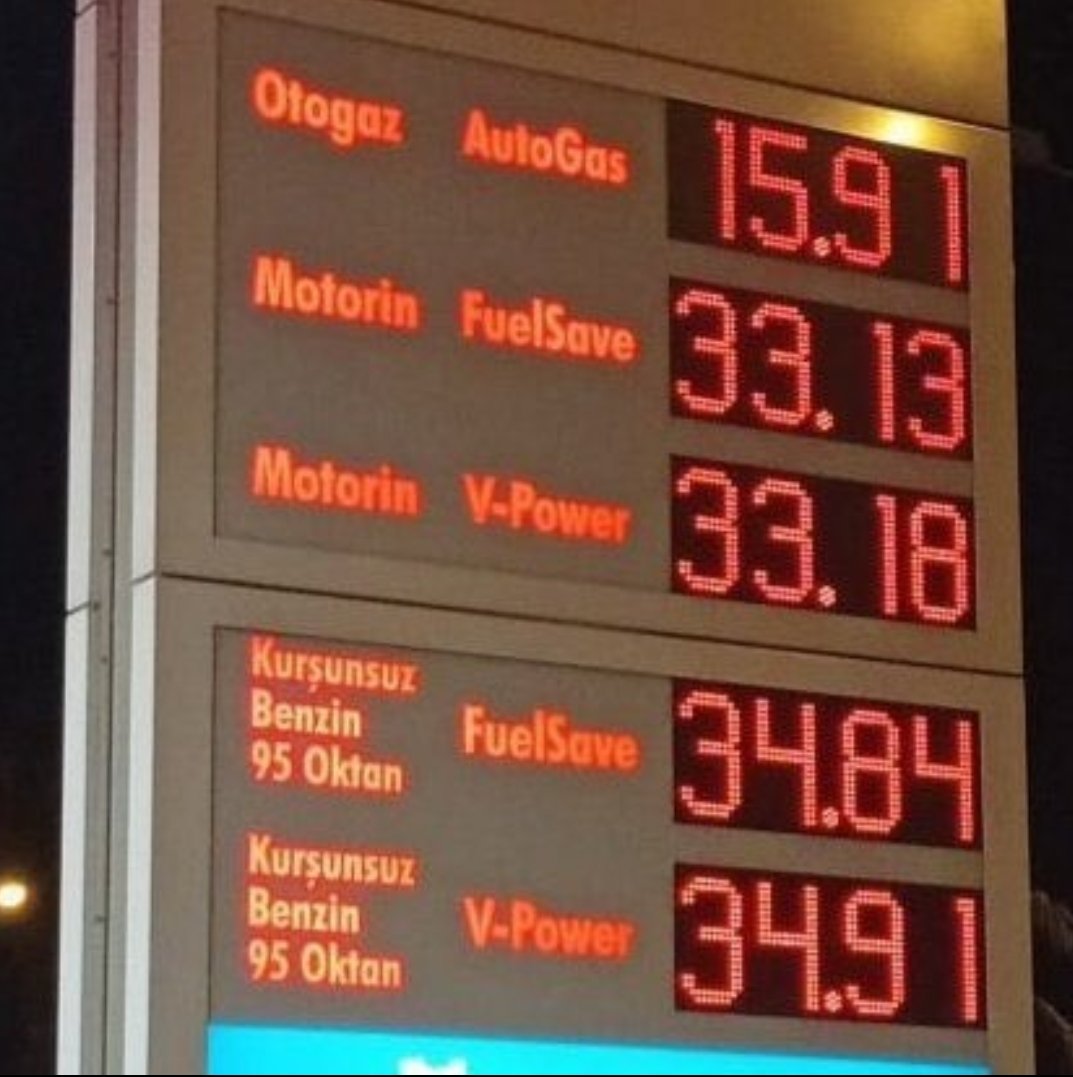 Otogaz AutoGas 15.91
Motorin FuelSave 33.13
Motorin V-Power 33.18
Kurşunsuz
Benzin
95 Oktan
FuelSave 34.84
Kurşunsuz
Benzin
95 Oktan
V-Power 34.91